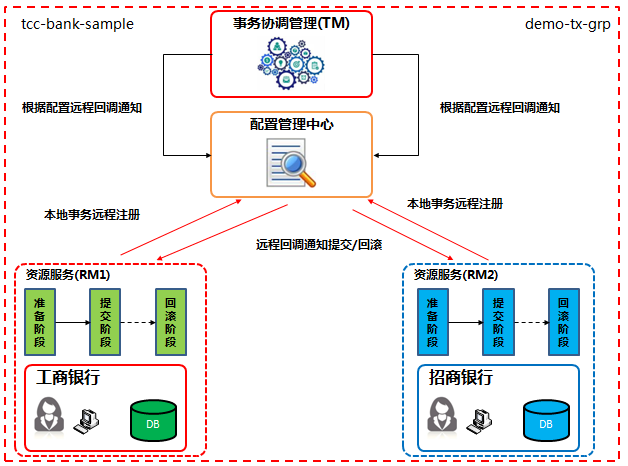 tcc-bank-sample
事务协调管理(TM)
demo-tx-grp
根据配置远程回调通知
根据配置远程回调通知
配置管理中心
本地事务远程注册
本地事务远程注册
远程回调通知提交/回滚
资源服务(RM1)
准备阶段
提交阶段
回滚阶段
工商银行
DB
资源服务(RM2)
准备阶段
提交阶段
回滚阶段
招商银行
DB